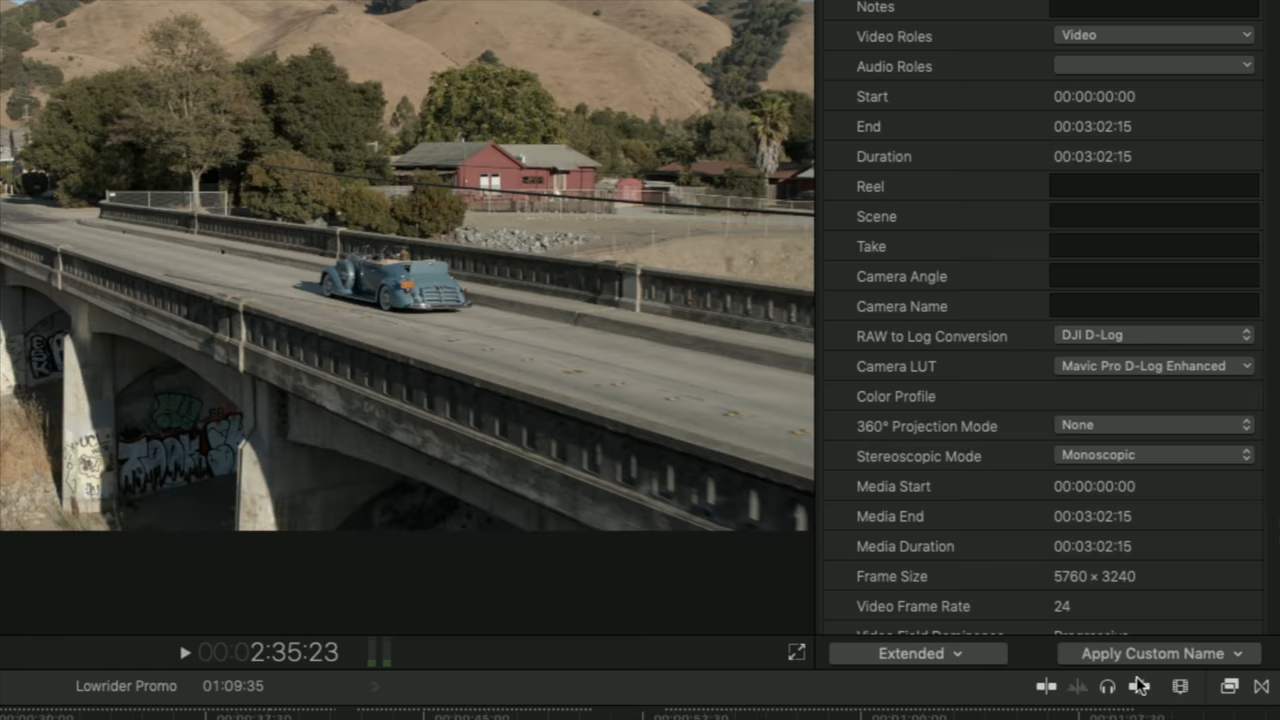 Notes
Video Roles Video
Audio Roles
Start 00:00:00:00
End 00:03:02:15
Duration 00:03:02:15
Reel
Scene
Take
Camera Angle
Camera Name
RAW to Log Conversion DJI D-Log
Camera LUT Mavic Pro D-Log Enhanced
Color Profile
360° Projection Mode None
Stereoscopic Mode Monoscopic
Media Start 00:00:00:00
Media End 00:03:02:15
Media Duration 00:03:02:15
Frame Size 5760 × 3240
Video Frame Rate 24
Video Field Dominance Progressive
00:02:35:23
Extended Apply Custom Name
Lowrider Promo 01:09:35